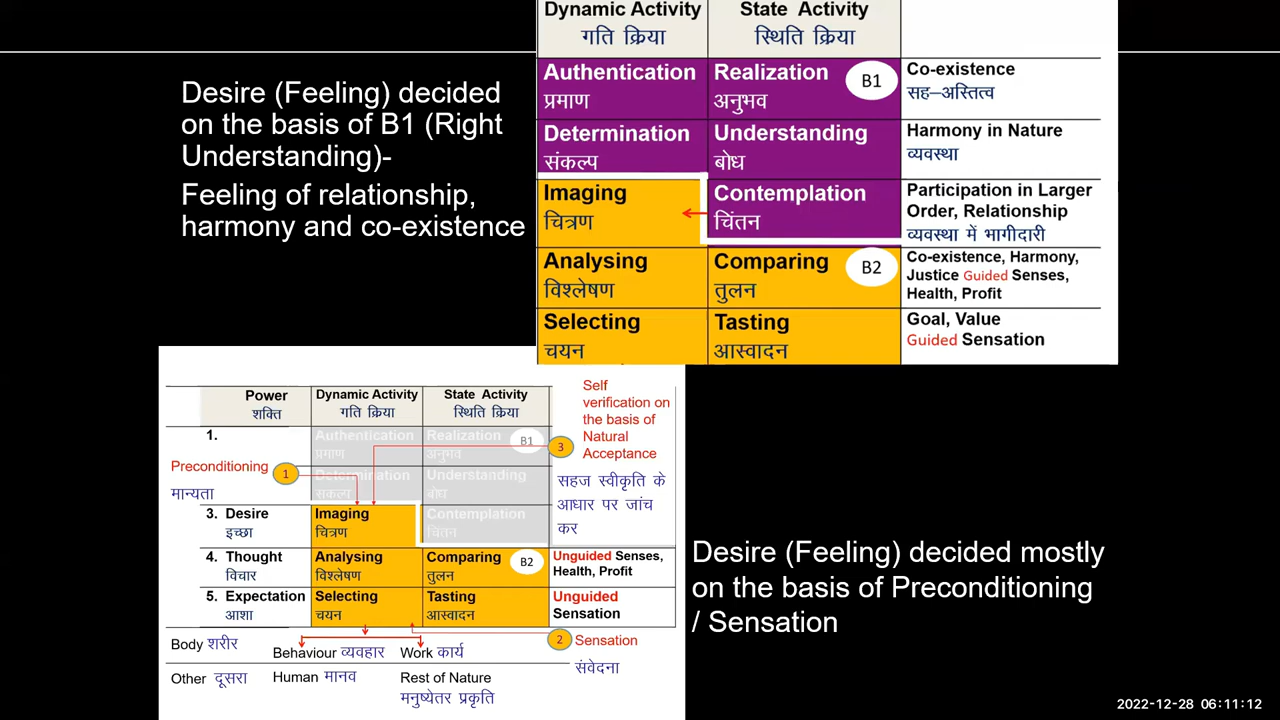 Dynamic Activity State Activity
गति क्रिया स्थिति क्रिया
Authentication Realization B1 Co-existence
प्रमाण अनुभव सह–अस्तित्व
Determination Understanding Harmony in Nature
संकल्प बोध व्यवस्था
Imaging Contemplation Participation in Larger
Order, Relationship
चित्रण चिंतन व्यवस्था में भागीदारी
Analysing Comparing B2 Co-existence, Harmony,
Justice Guided Senses,
विश्लेषण तुलन Health, Profit
Selecting Tasting Goal, Value
चयन आस्वादन Guided Sensation
Desire (Feeling) decided
on the basis of B1 (Right
Understanding)-
Feeling of relationship,
harmony and co-existence
Power Dynamic Activity State Activity
शक्ति गति क्रिया स्थिति क्रिया
Self
verification on
the basis of
Natural
Acceptance
सहज स्वीकृति के
आधार पर जांच
कर
1. Authentication Realization B1 3
प्रमाण अनुभव
Preconditioning 1 Determination Understanding
मान्यता संकल्प बोध
3. Desire Imaging Contemplation
इच्छा चित्रण चिंतन
4. Thought Analysing Comparing B2 Unguided Senses,
विचार विश्लेषण तुलन Health, Profit
5. Expectation Selecting Tasting Unguided
आशा चयन आस्वादन Sensation
Body शरीर Behaviour व्यवहार Work कार्य 2 Sensation
संवेदना
Other दूसरा Human मानव Rest of Nature
मनुष्येतर प्रकृति
Desire (Feeling) decided mostly
on the basis of Preconditioning
/ Sensation
2022-12-28 06:11:12